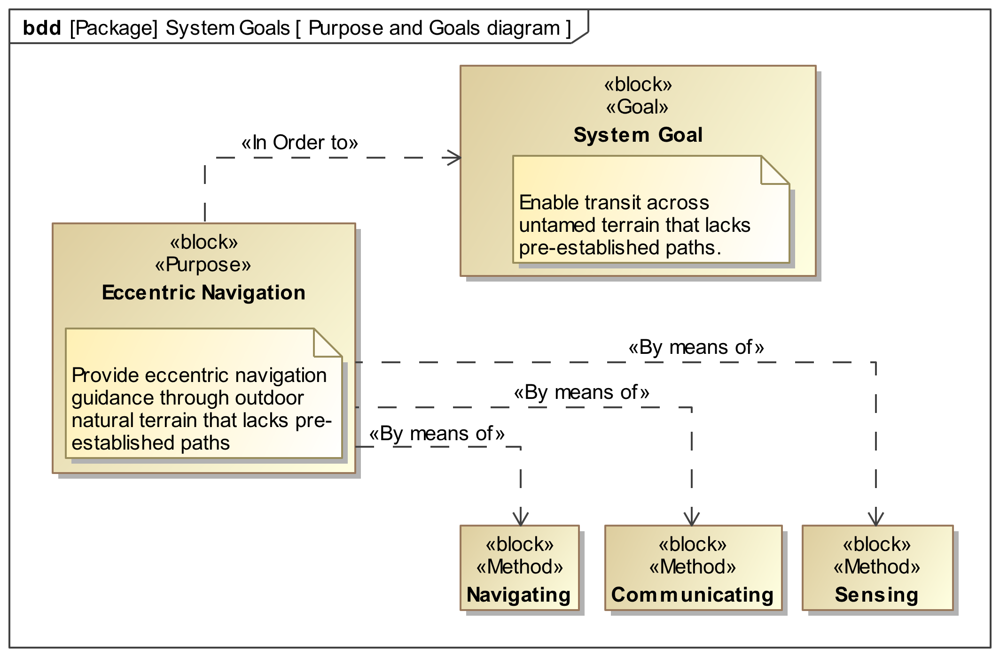 bdd [Package] System Goals [ Purpose and Goals diagram ]
«block»
«Goal»
System Goal
Enable transit across
untamed terrain that lacks
pre-established paths.
«In Order to»
«block»
«Purpose»
Eccentric Navigation
Provide eccentric navigation
guidance through outdoor
natural terrain that lacks pre-
established paths
«By means of»
«By means of»
«By means of»
«block»
«Method»
Navigating
«block»
«Method»
Communicating
«block»
«Method»
Sensing